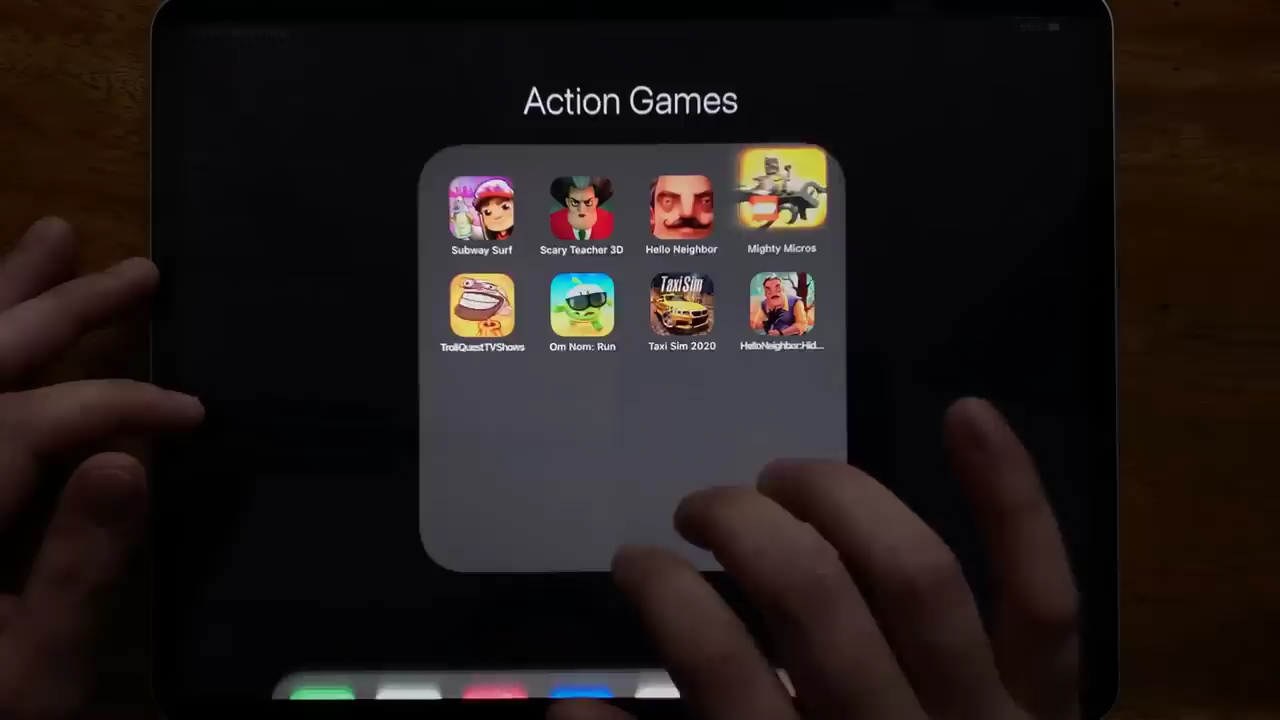 Action Games
Subway Surf
Scary Teacher 3D
Hello Neighbor
Mighty Micros
TrollQuestTVShows
Om Nom: Run
TaxiSim
Taxi Sim 2020
HelloNeighbor:Hid...